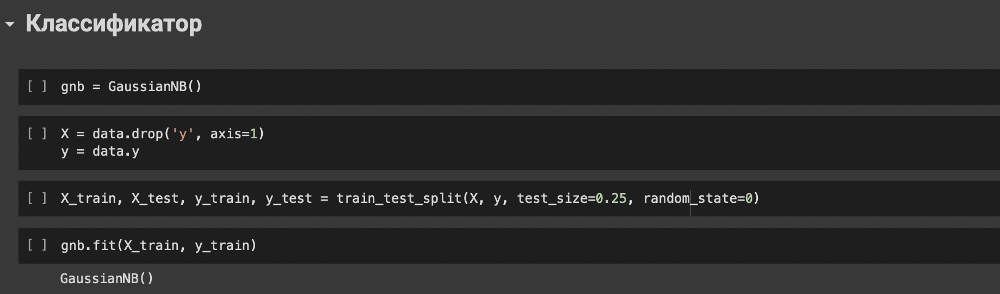 Классификатор
[ ] gnb = GaussianNB()
[ ] X = data.drop('y', axis=1)
y = data.y
[ ] X_train, X_test, y_train, y_test = train_test_split(X, y, test_size=0.25, random_state=0)
[ ] gnb.fit(X_train, y_train)
GaussianNB()